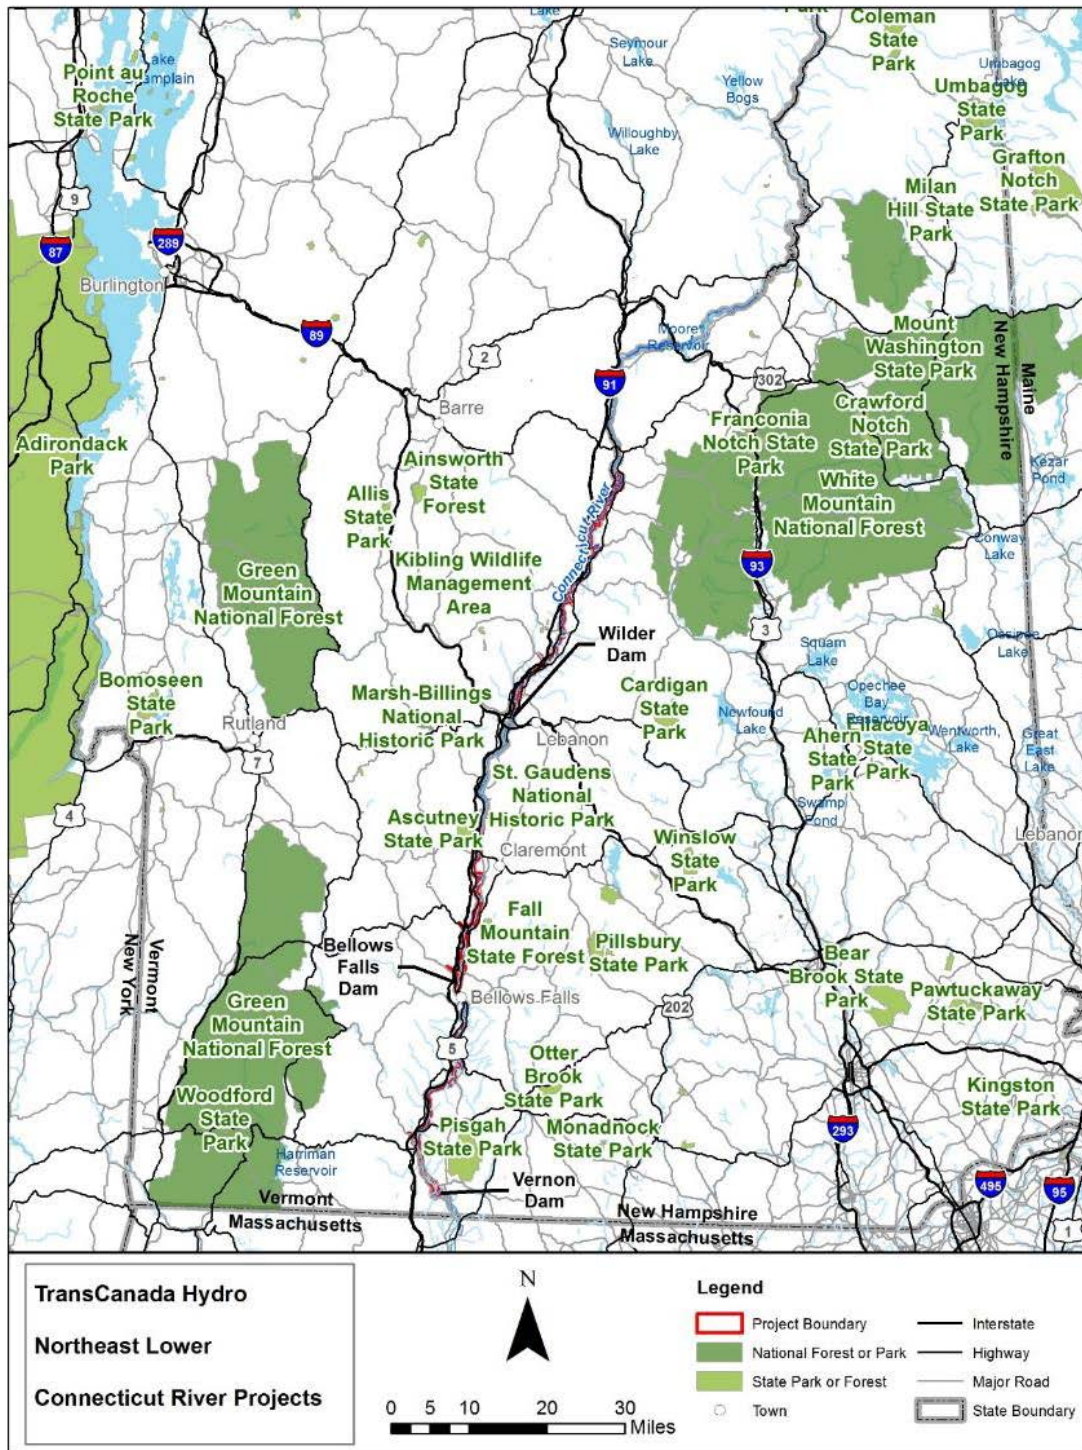 Coleman
State
Park
Lake
Seymour
Lake
Point au
Roche
State Park
Lake
Yellow
Bogs
Umbagog
Lake
Umbagog
State
Park
Willoughby
Lake
Grafton
Notch
State Park
Milan
Hill State
Park
9
87
289
Burlington
89
2
Moore
Reservoir
Mount
Washington
State Park
New Hampshire
Maine
91
302
Barre
Franconia
Notch State
Park
Crawford
Notch
State Park
Adirondack
Park
Ainsworth
State
Forest
Allis
State
Park
White
Mountain
National Forest
Kezar
Pond
Connecticut River
Kibling Wildlife
Management
Area
Conway
Lake
93
Green
Mountain
National Forest
3
Wilder
Dam
Squam
Lake
Ossipee
Lake
Bomoseen
State
Park
Marsh-Billings
National
Historic Park
Cardigan
State
Park
Newfound
Lake
Opechee
Bay
Reservoir
Ahern
State
Park
Ellacoya
State
Park
Wentworth,
Lake
Great
East
Lake
Rutland
Lebanon
7
St. Gaudens
National
Historic Park
4
Ascutney
State Park
Swamp
Pond
Lebanon
Claremont
Winslow
State
Park
Fall
Mountain
State Forest
New York
Vermont
Bellows
Falls
Dam
Pillsbury
State Park
Bear
Brook State
Park
Pawtuckaway
State Park
Bellows Falls
202
Green
Mountain
National Forest
5
Otter
Brook
State Park
Woodford
State
Park
Kingston
State Park
Pisgah
State Park
Monadnock
State Park
293
Harriman
Reservoir
Vernon
Dam
495
95
Vermont
Massachusetts
New Hampshire
Massachusetts
1
TransCanada Hydro
Northeast Lower
Connecticut River Projects
N
0 5 10 20 30
Miles
Legend
Project Boundary
National Forest or Park
State Park or Forest
Town
Interstate
Highway
Major Road
State Boundary